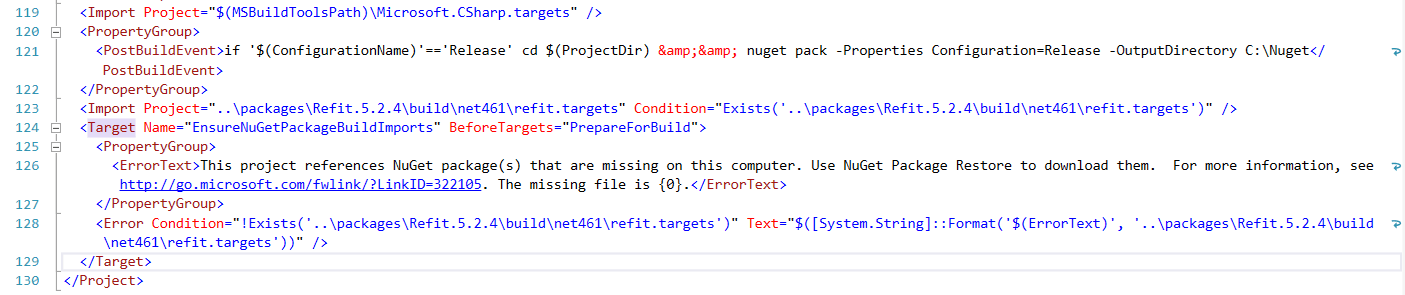 119 <Import Project="$(MSBuildToolsPath)\Microsoft.CSharp.targets" />
120 <PropertyGroup>
121 <PostBuildEvent>if '$(ConfigurationName)'=='Release' cd $(ProjectDir) &amp;&amp; nuget pack -Properties Configuration=Release -OutputDirectory C:\Nuget</
PostBuildEvent>
122 </PropertyGroup>
123 <Import Project="..\packages\Refit.5.2.4\build\net461\refit.targets" Condition="Exists('..\packages\Refit.5.2.4\build\net461\refit.targets')" />
124 <Target Name="EnsureNuGetPackageBuildImports" BeforeTargets="PrepareForBuild">
125 <PropertyGroup>
126 <ErrorText>This project references NuGet package(s) that are missing on this computer. Use NuGet Package Restore to download them.  For more information, see
http://go.microsoft.com/fwlink/?LinkID=322105. The missing file is {0}.</ErrorText>
127 </PropertyGroup>
128 <Error Condition="!Exists('..\packages\Refit.5.2.4\build\net461\refit.targets')" Text="$([System.String]::Format('$(ErrorText)', '..\packages\Refit.5.2.4\build
\net461\refit.targets'))" />
129 </Target>
130 </Project>